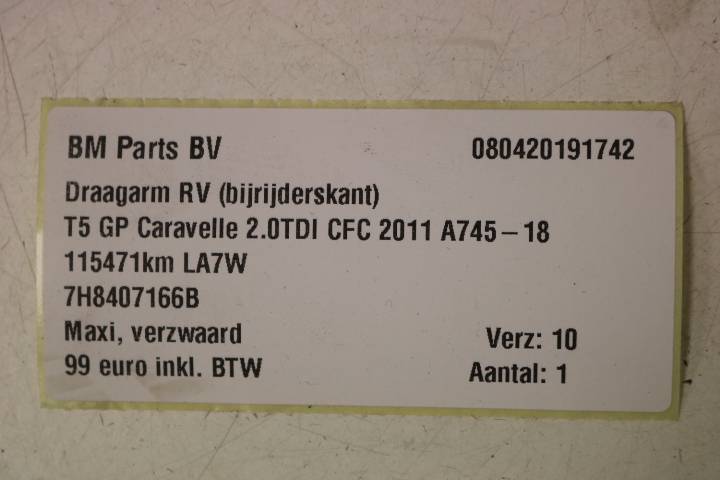 BM Parts BV 080420191742
Draagarm RV (bijrijderskant)
T5 GP Caravelle 2.0TDI CFC 2011 A745-18
115471km LA7W
7H8407166B
Maxi, verzwaard Verz: 10
99 euro inkl. BTW Aantal: 1